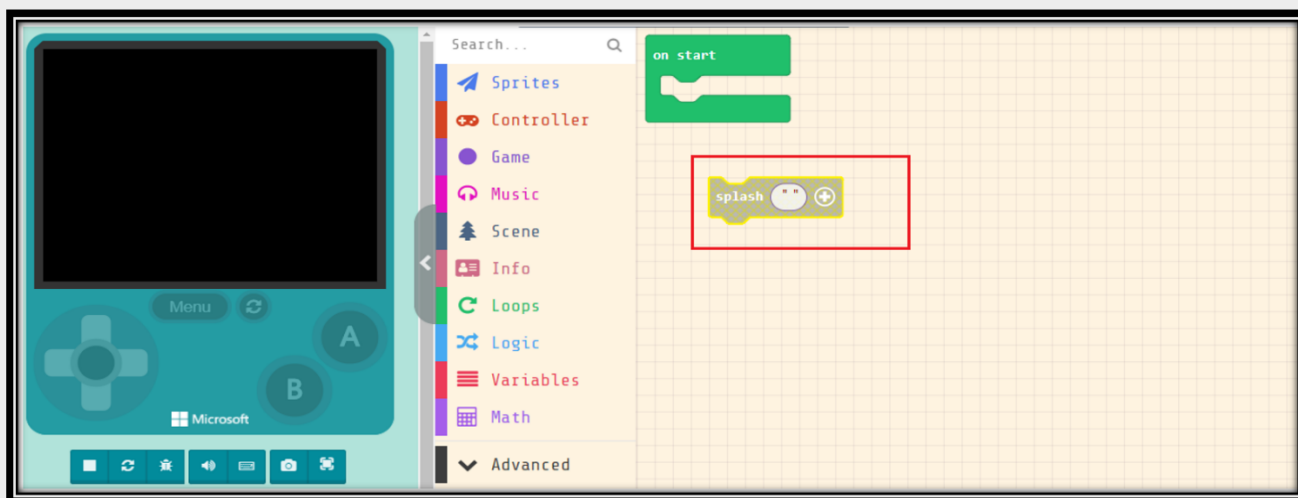 Menu
A
B
Microsoft
Search...
Sprites
Controller
Game
Music
Scene
Info
Loops
Logic
Variables
Math
Advanced
on start
splash " "